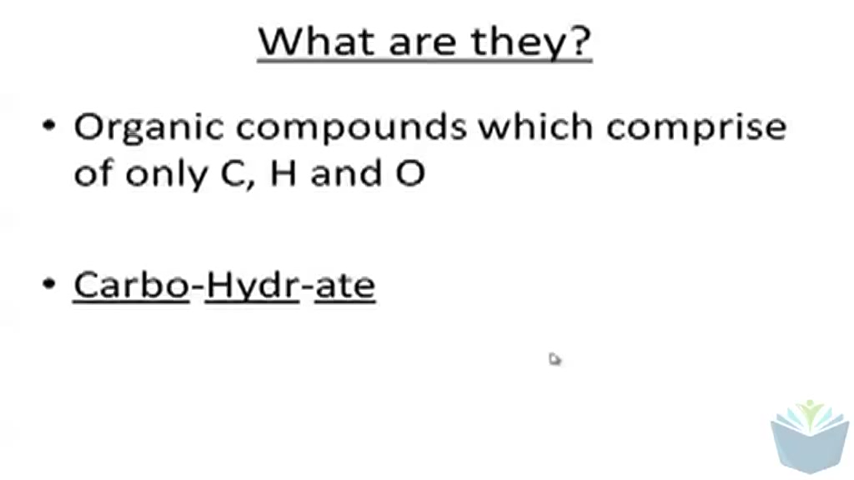 What are they?
• Organic compounds which comprise
of only C, H and O
• Carbo-Hydr-ate